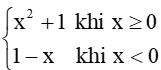 x² + 1 khi x ≥ 0
1 − x khi x < 0